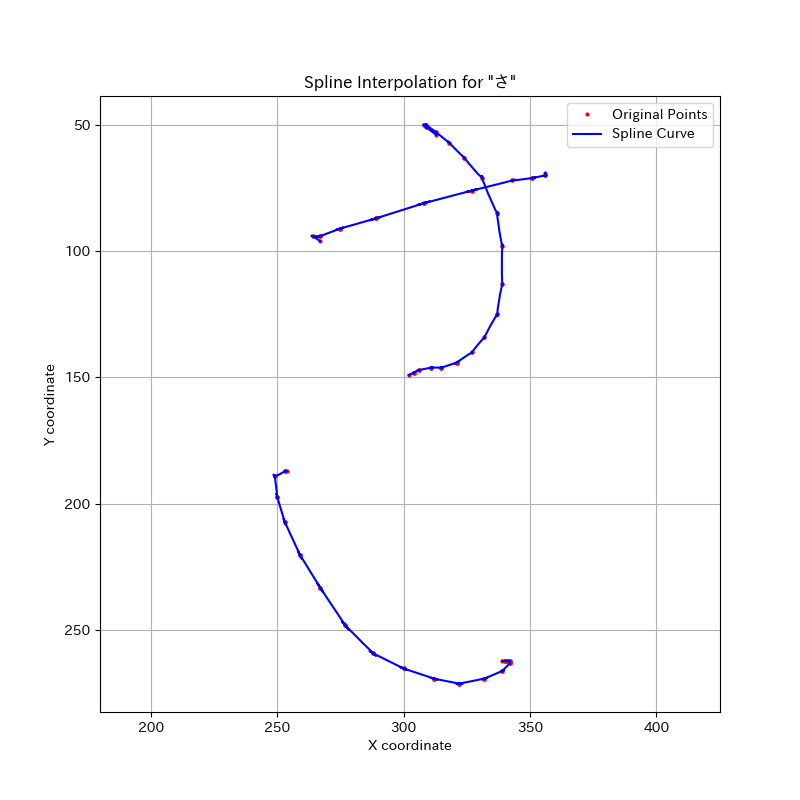 Spline Interpolation for "さ"
Original Points
Spline Curve
50
100
150
200
250
Y coordinate
200 250 300 350 400
X coordinate